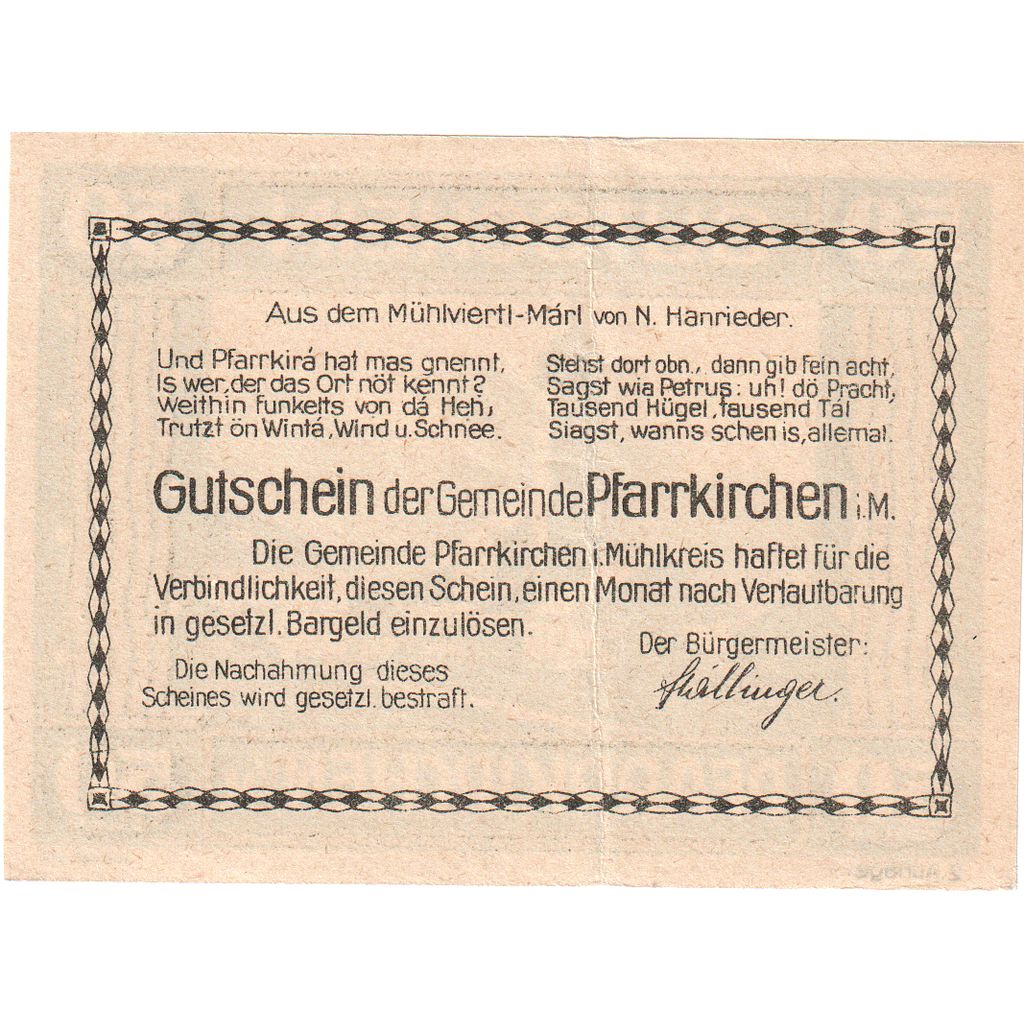 Aus dem Mühlviertl-Márl von N. Hanrieder.
Und Pfarrkirá hat mas gnennt,
Is wer, der das Ort nöt kennt?
Weithin funkelts von dá Heh,
Trutzt ön Wintá, Wind u. Schnee.
Stehst dort obn., dann gib fein acht,
Sagst wia Petrus: uh! dö Pracht,
Tausend Hügel, tausend Tál
Siagst, wanns schen is, allemal.
Gutschein der Gemeinde Pfarrkirchen i.M.
Die Gemeinde Pfarrkirchen i. Mühlkreis haftet für die
Verbindlichkeit, diesen Schein, einen Monat nach Verlautbarung
in gesetzl. Bargeld einzulösen.
Der Bürgermeister:
Die Nachahmung dieses
Scheines wird gesetzl. bestraft.